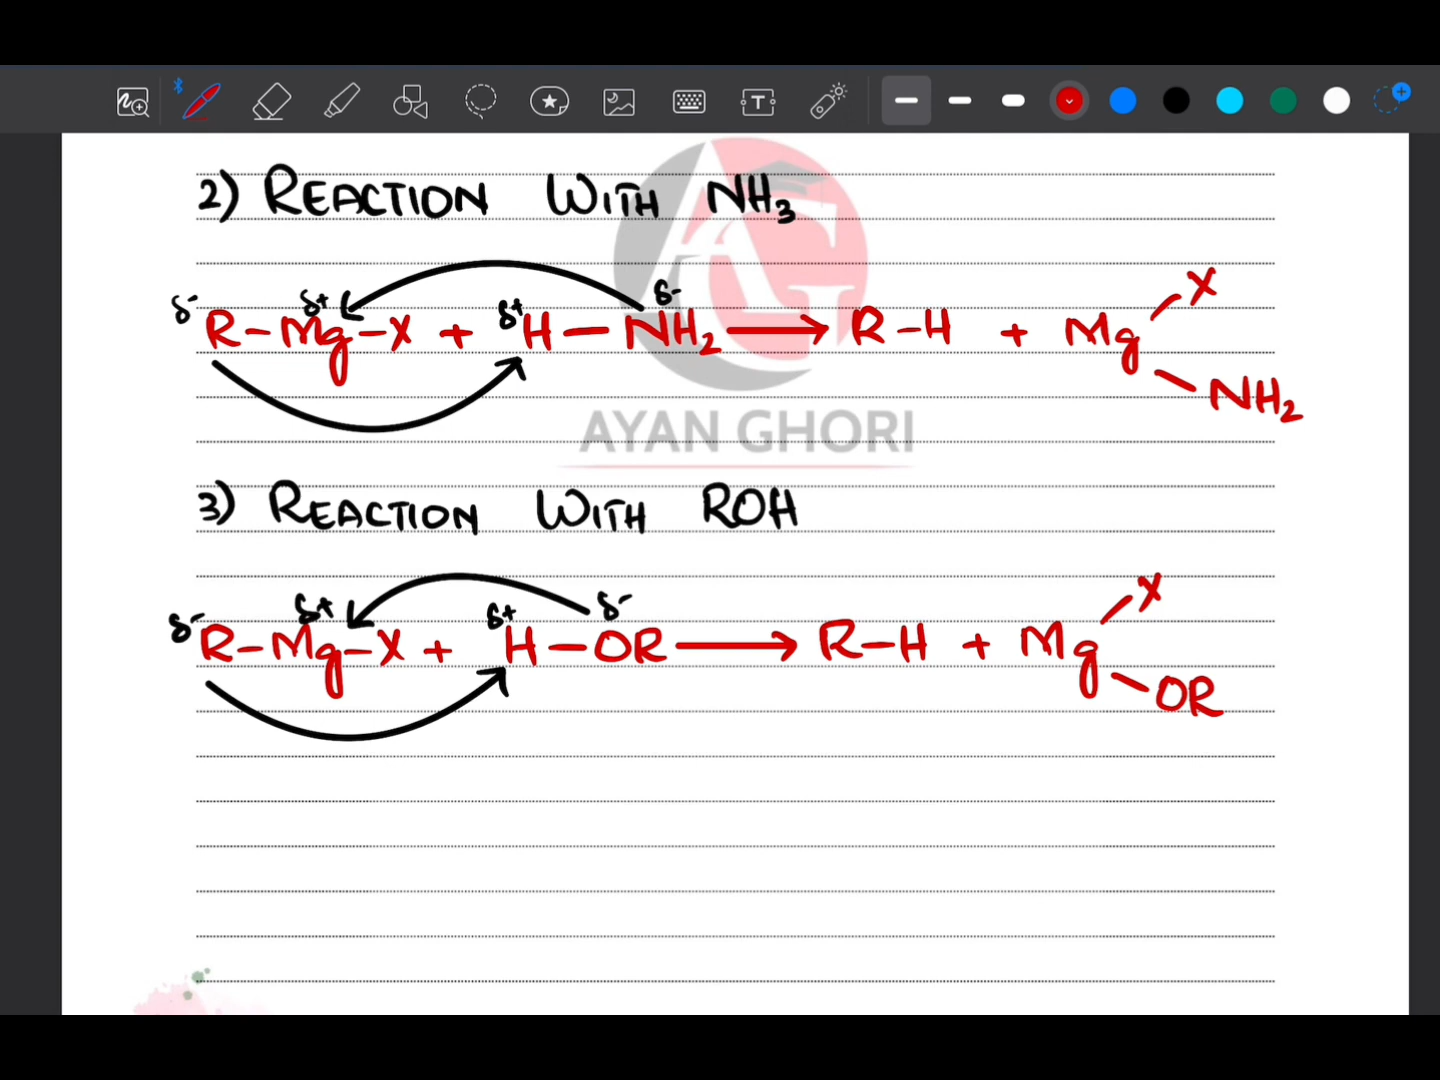 2) REACTION WITH NH₃
δ- δ+ δ+ δ-
R-Mg-X + H-NH₂ ⟶ R-H + Mg X NH₂
AYAN GHORI
3) REACTION WITH ROH
δ- δ+ δ+ δ-
R-Mg-X + H-OR ⟶ R-H + Mg X OR